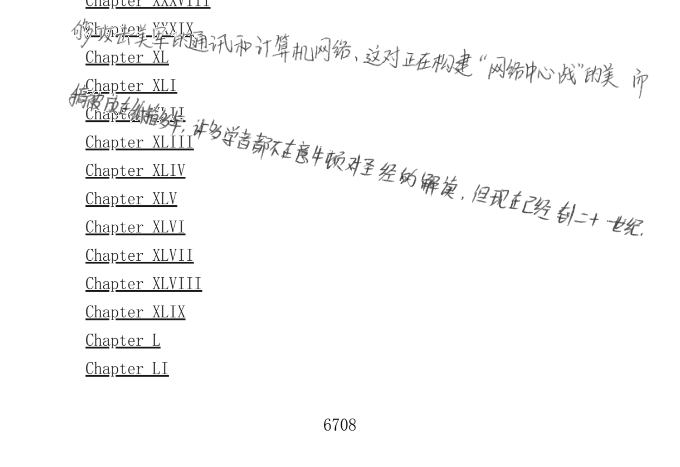 Chapter XXXVIII
Chapter XXXIX
够攻击美军的通讯和计算机网络、这对正在构建“网络中心战”的美 而
Chapter XL
Chapter XLI
Chapter XLII
许多学者都不在意牛顿对圣经的解读,但现在已经到二十世纪.
Chapter XLIII
Chapter XLIV
Chapter XLV
Chapter XLVI
Chapter XLVII
Chapter XLVIII
Chapter XLIX
Chapter L
Chapter LI
6708